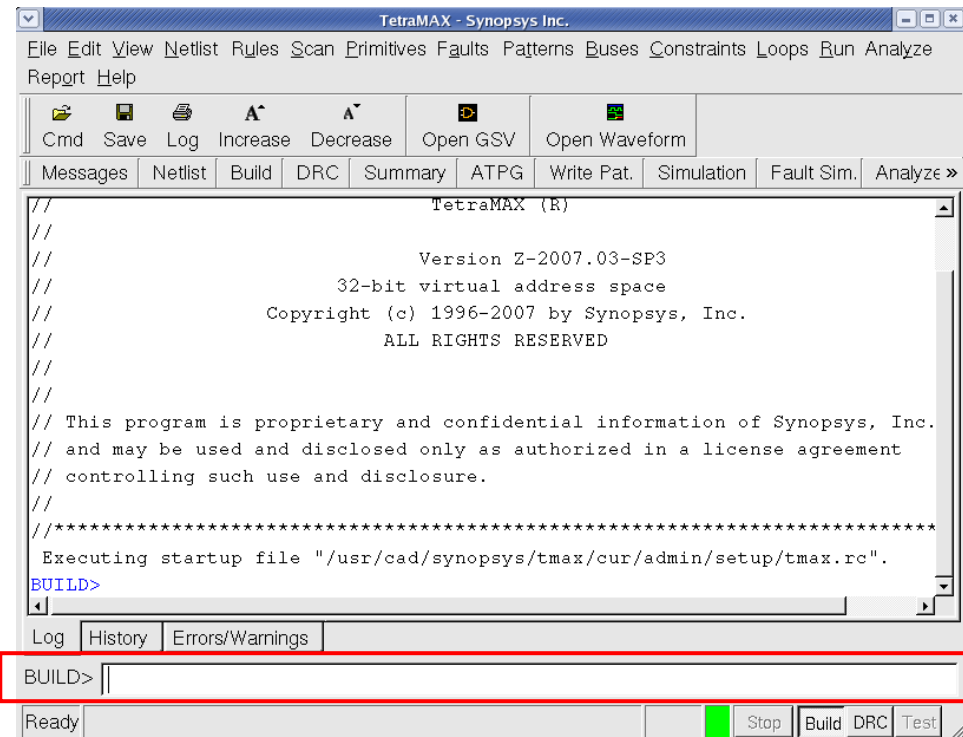 TetraMAX - Synopsys Inc.
File Edit View Netlist Rules Scan Primitives Faults Patterns Buses Constraints Loops Run Analyze
Report Help
Cmd Save Log Increase Decrease Open GSV Open Waveform
Messages Netlist Build DRC Summary ATPG Write Pat. Simulation Fault Sim. Analyze »
// TetraMAX (R)
//
// Version Z-2007.03-SP3
// 32-bit virtual address space
// Copyright (c) 1996-2007 by Synopsys, Inc.
// ALL RIGHTS RESERVED
//
//
// This program is proprietary and confidential information of Synopsys, Inc.
// and may be used and disclosed only as authorized in a license agreement
// controlling such use and disclosure.
//
//***************************************************************************
Executing startup file "/usr/cad/synopsys/tmax/cur/admin/setup/tmax.rc".
BUILD>
Log History Errors/Warnings
BUILD>
Ready Stop Build DRC Test